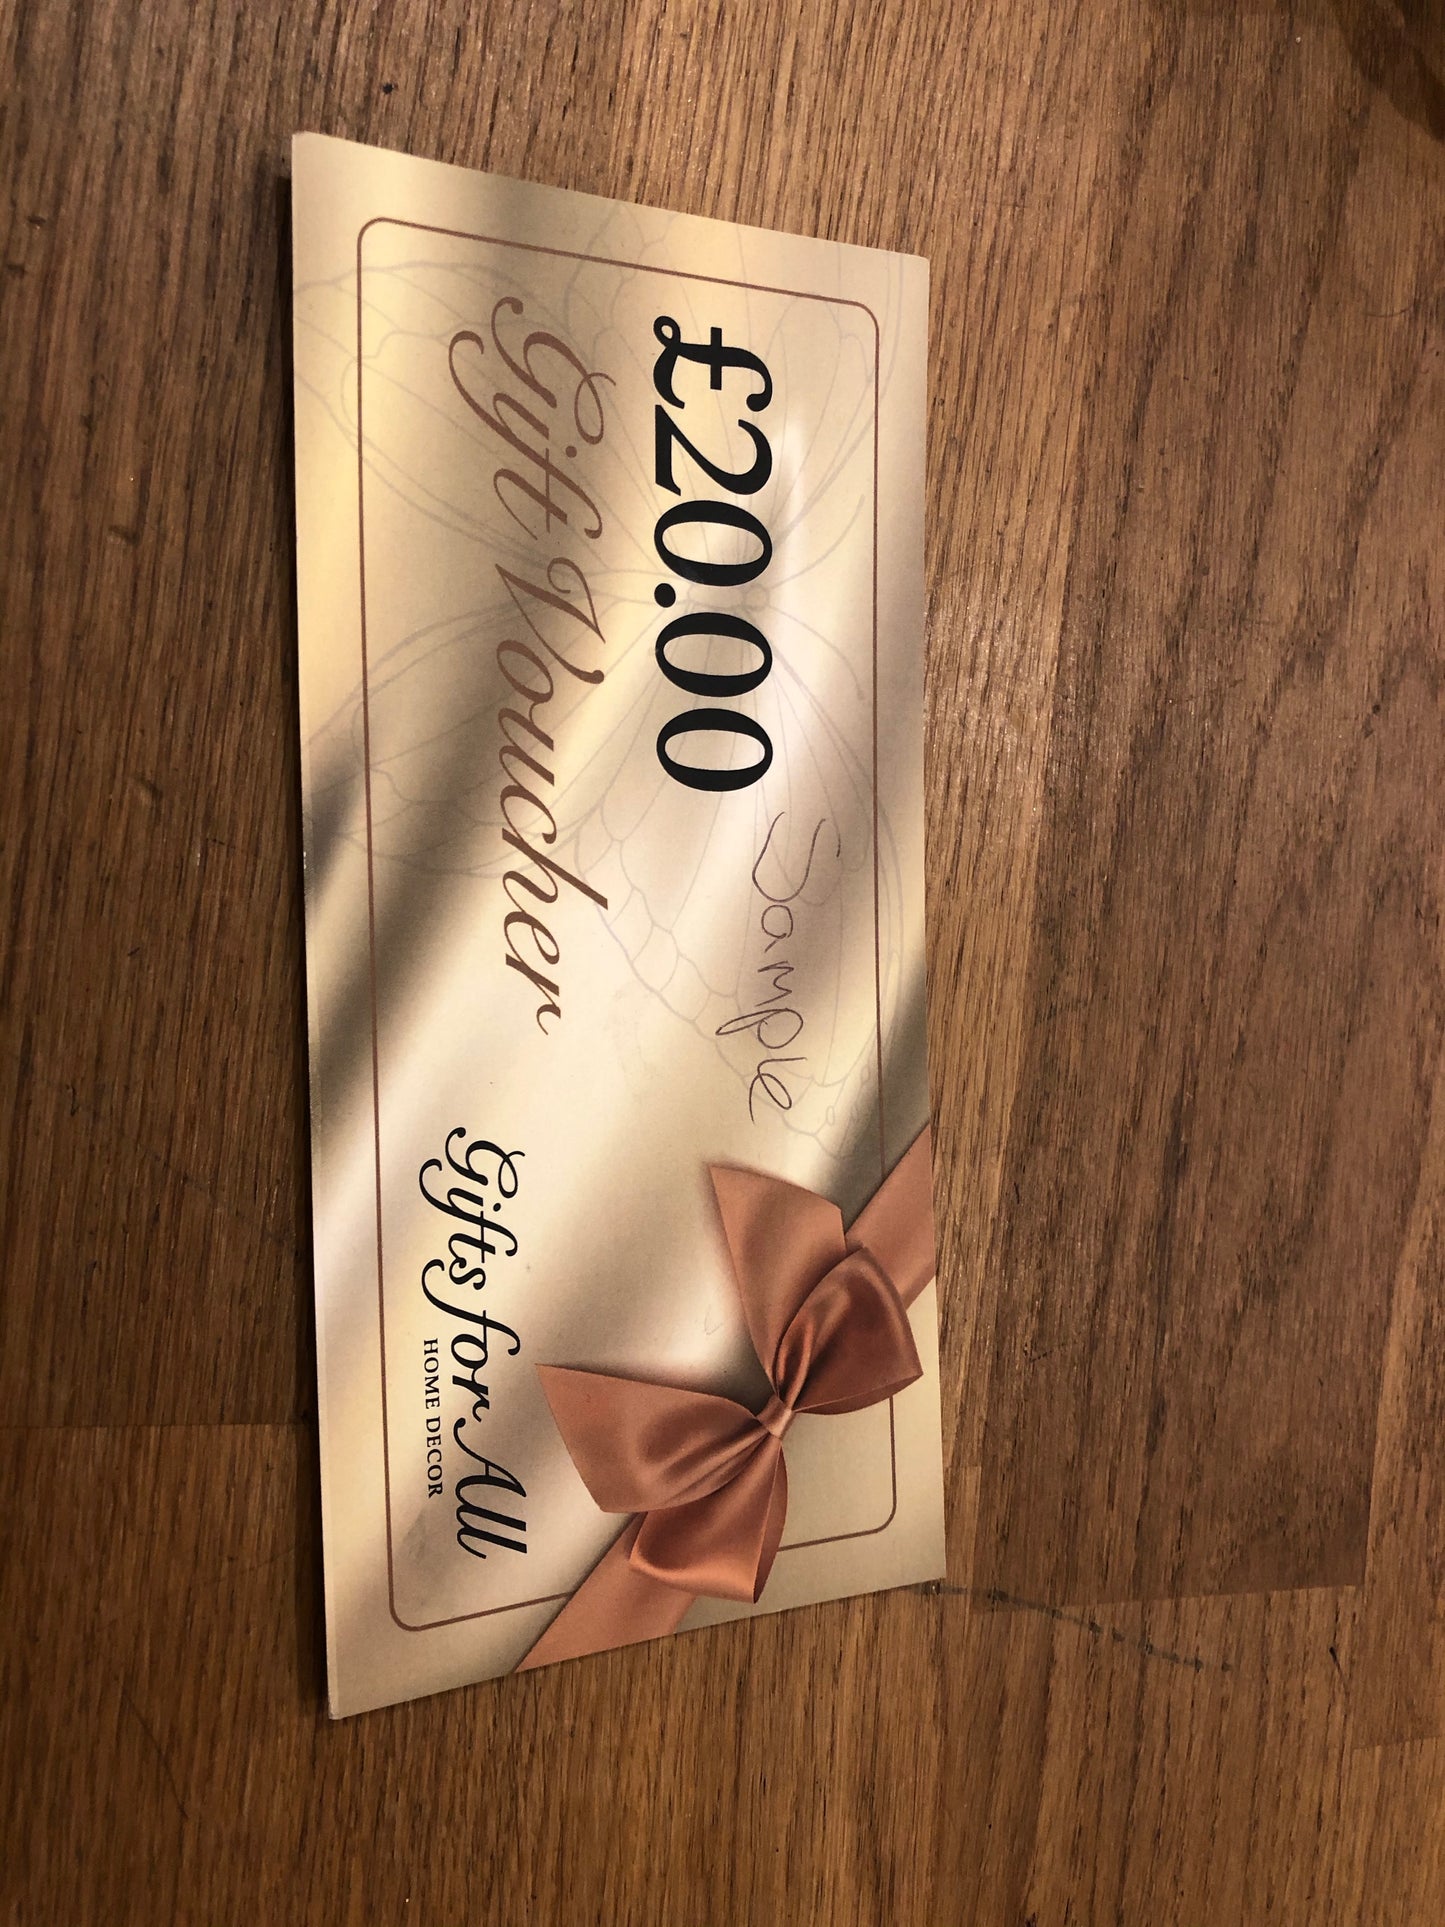 £20.00
Sample
Gift Voucher
Gifts for All
HOME DECOR